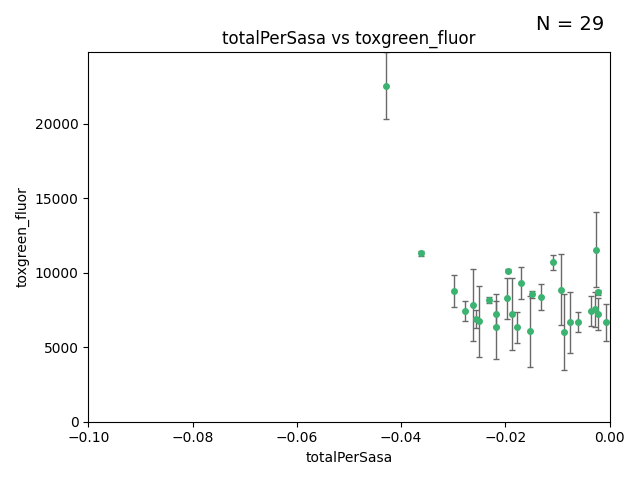 N = 29
totalPerSasa vs toxgreen_fluor
toxgreen_fluor
20000
15000
10000
5000
0
−0.10
−0.08
−0.06
−0.04
−0.02
0.00
totalPerSasa